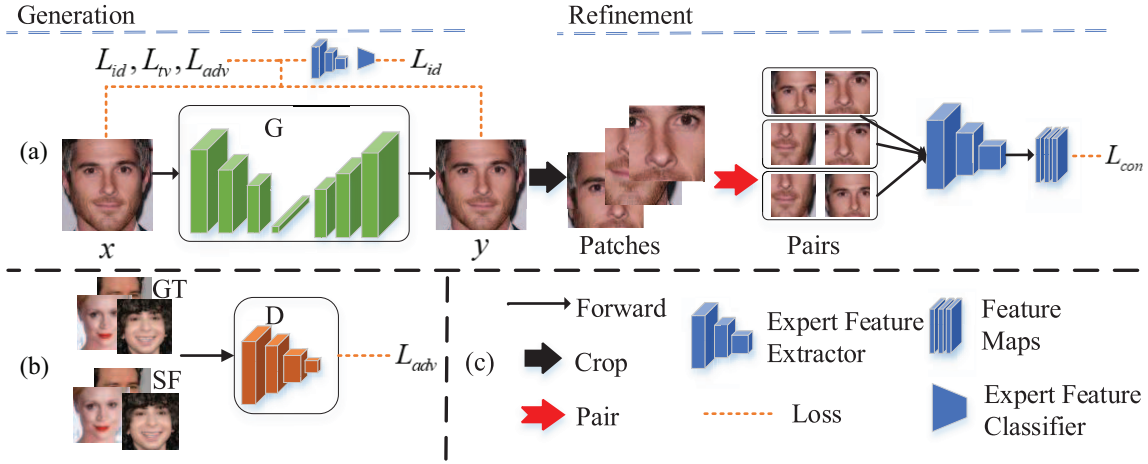 Generation
Refinement
L_id, L_tv, L_adv
L_id
G
(a)
L_con
x
y
Patches
Pairs
GT
D
Forward
Expert Feature
Extractor
Feature
Maps
(b)
L_adv
(c)
Crop
SF
Pair
Loss
Expert Feature
Classifier